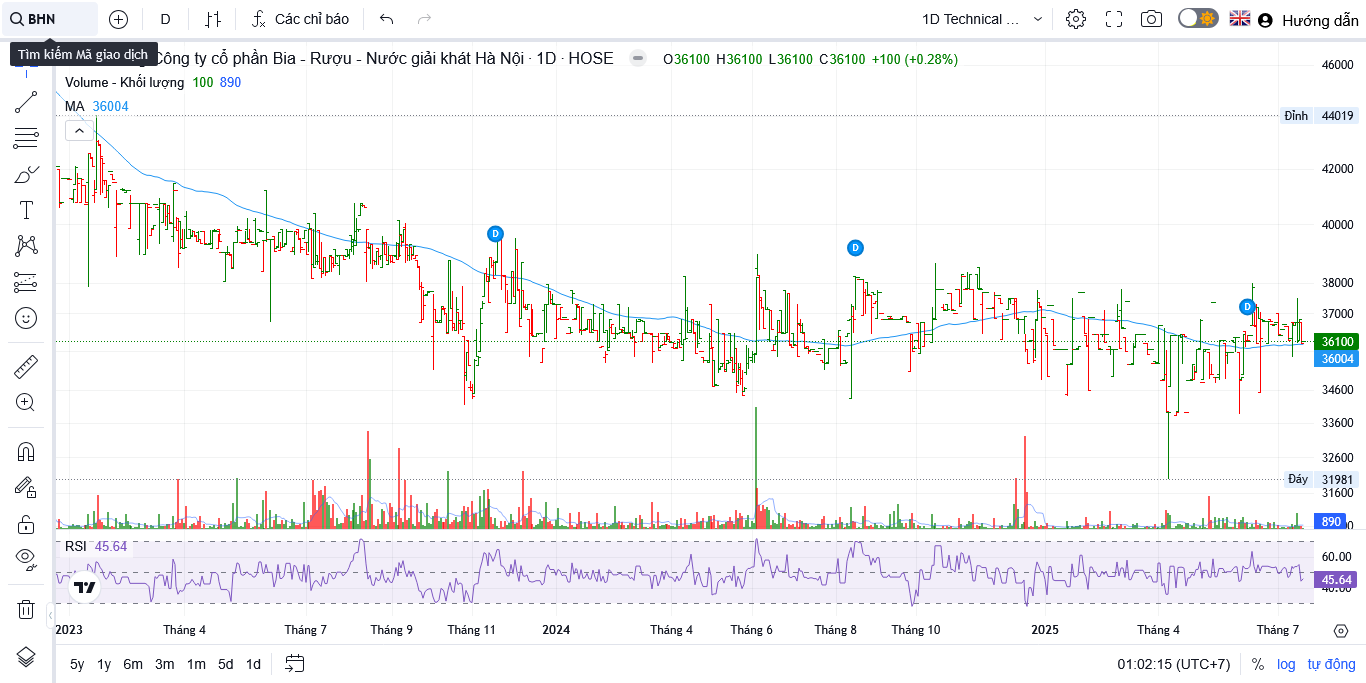 BHN
D
Các chỉ báo
1D Technical ...
Hướng dẫn
Tìm kiếm Mã giao dịch
Công ty cổ phần Bia - Rượu - Nước giải khát Hà Nội · 1D · HOSE
O36100 H36100 L36100 C36100 +100 (+0.28%)
Volume - Khối lượng 100 890
MA 36004
46000
Đỉnh 44019
42000
40000
38000
37000
36100
36004
34600
33600
32600
Đáy 31981
31600
890
D
D
D
RSI 45.64
60.00
45.64
40.00
2023
Tháng 4
Tháng 7
Tháng 9
Tháng 11
2024
Tháng 4
Tháng 6
Tháng 8
Tháng 10
2025
Tháng 4
Tháng 7
5y 1y 6m 3m 1m 5d 1d
01:02:15 (UTC+7)
% log tự động